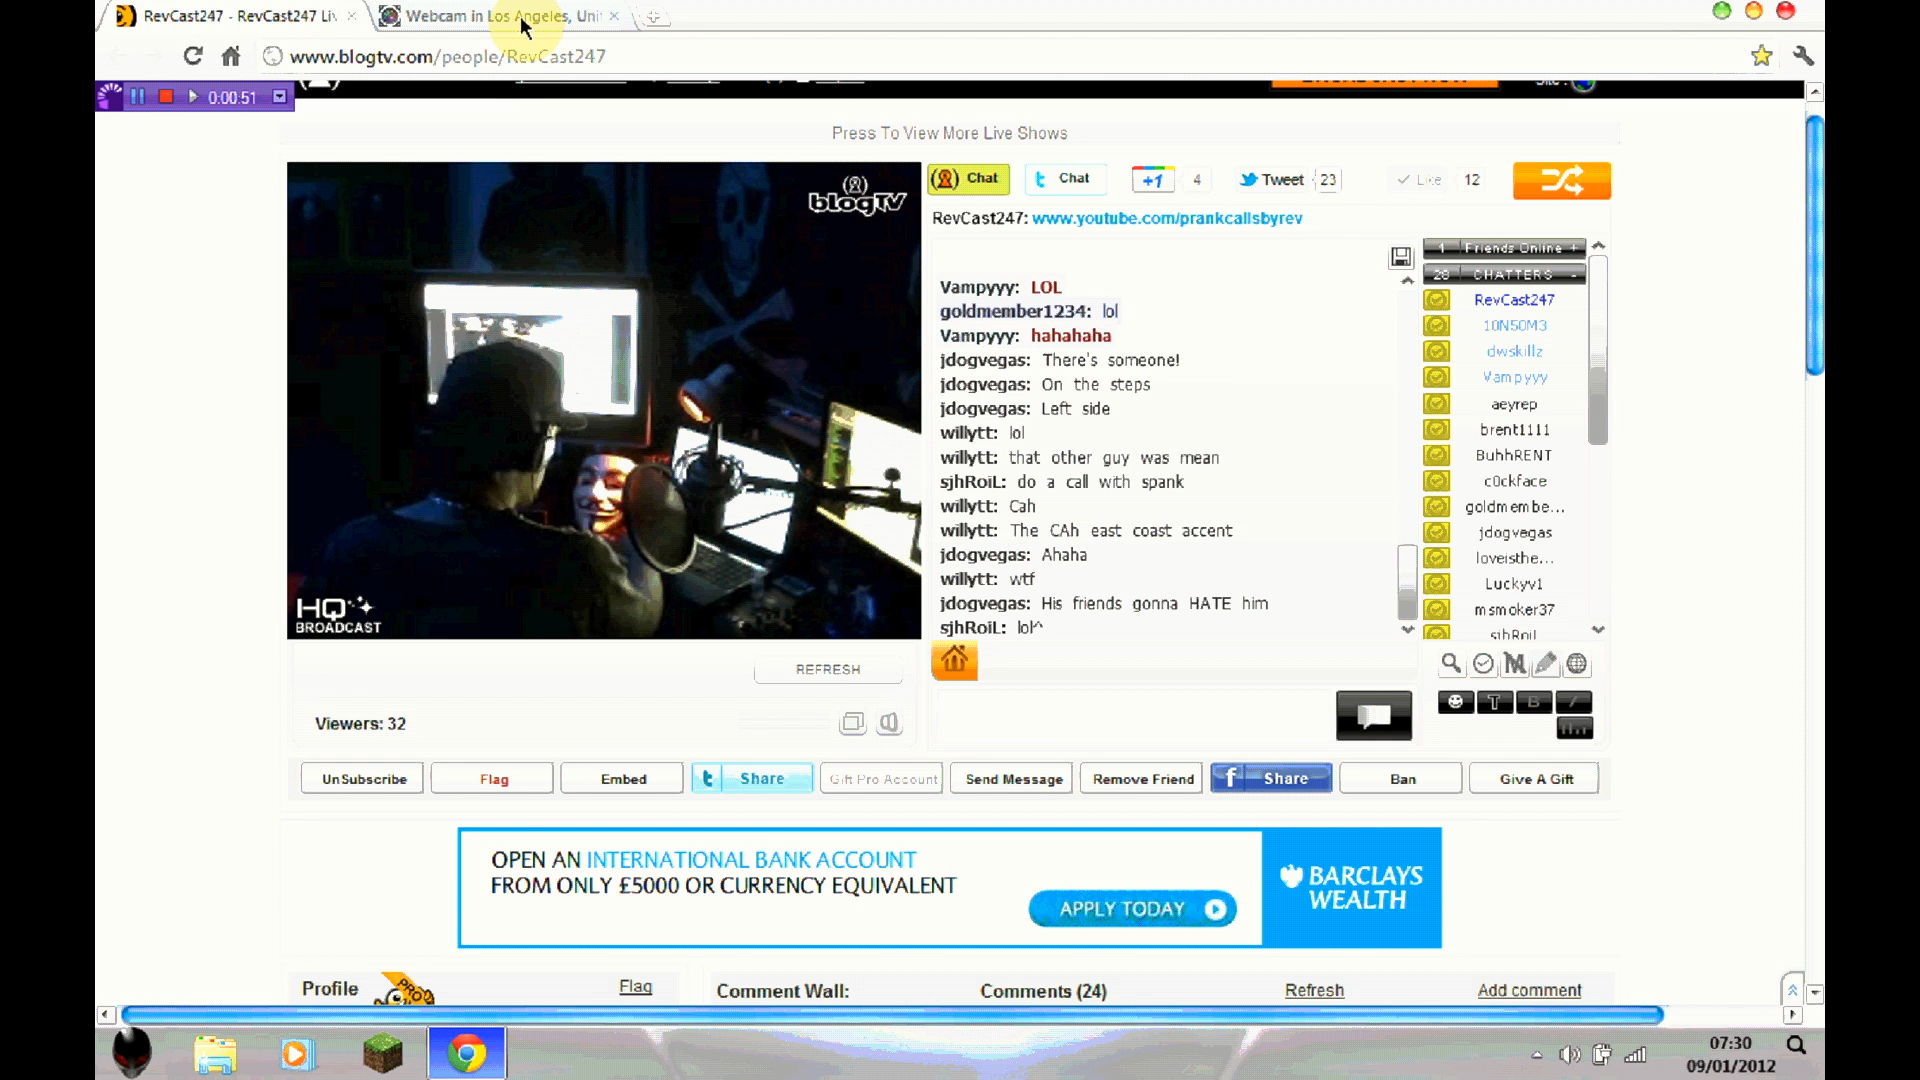 RevCast247 - RevCast247 Liv
Webcam in Los Angeles, Unit
www.blogtv.com/people/RevCast247
0:00:51
Press To View More Live Shows
blogTV
Chat
Chat
+1
4
Tweet
23
Like
12
RevCast247: www.youtube.com/prankcallsbyrev
1 Friends Online +
28 CHATTERS -
Vampyyy: LOL
goldmember1234: lol
Vampyyy: hahahaha
jdogvegas: There's someone!
jdogvegas: On the steps
jdogvegas: Left side
willytt: lol
willytt: that other guy was mean
sjhRoiL: do a call with spank
willytt: Cah
willytt: The CAh east coast accent
jdogvegas: Ahaha
willytt: wtf
jdogvegas: His friends gonna HATE him
sjhRoiL: lol^
RevCast247
10N50M3
dwskillz
Vampyyy
aeyrep
brent1111
BuhhRENT
c0ckface
goldmembe...
jdogvegas
loveisthe...
Luckyv1
msmoker37
sjhRoiL
HQ
BROADCAST
REFRESH
Viewers: 32
T
B
I
UnSubscribe
Flag
Embed
Share
Gift Pro Account
Send Message
Remove Friend
Share
Ban
Give A Gift
OPEN AN INTERNATIONAL BANK ACCOUNT
FROM ONLY £5000 OR CURRENCY EQUIVALENT
APPLY TODAY
BARCLAYS
WEALTH
Profile
PRO
Flag
Comment Wall:
Comments (24)
Refresh
Add comment
07:30
09/01/2012